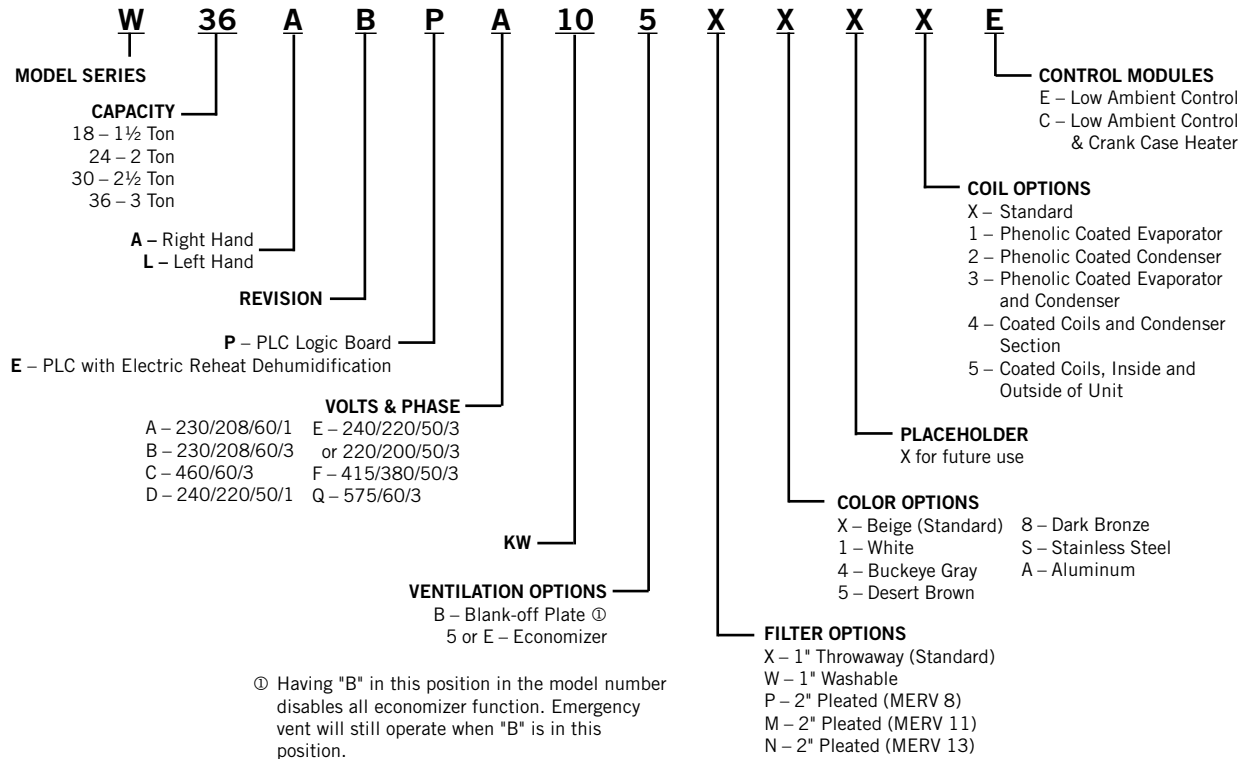 W 36 A B P A 10 5 X X X X E
MODEL SERIES
CAPACITY
18 – 1½ Ton
24 – 2 Ton
30 – 2½ Ton
36 – 3 Ton
A – Right Hand
L – Left Hand
REVISION
P – PLC Logic Board
E – PLC with Electric Reheat Dehumidification
VOLTS & PHASE
A – 230/208/60/1 E – 240/220/50/3
B – 230/208/60/3 or 220/200/50/3
C – 460/60/3 F – 415/380/50/3
D – 240/220/50/1 Q – 575/60/3
KW
VENTILATION OPTIONS
B – Blank-off Plate ①
5 or E – Economizer
① Having "B" in this position in the model number
disables all economizer function. Emergency
vent will still operate when "B" is in this
position.
CONTROL MODULES
E – Low Ambient Control
C – Low Ambient Control
& Crank Case Heater
COIL OPTIONS
X – Standard
1 – Phenolic Coated Evaporator
2 – Phenolic Coated Condenser
3 – Phenolic Coated Evaporator
and Condenser
4 – Coated Coils and Condenser
Section
5 – Coated Coils, Inside and
Outside of Unit
PLACEHOLDER
X for future use
COLOR OPTIONS
X – Beige (Standard) 8 – Dark Bronze
1 – White S – Stainless Steel
4 – Buckeye Gray A – Aluminum
5 – Desert Brown
FILTER OPTIONS
X – 1" Throwaway (Standard)
W – 1" Washable
P – 2" Pleated (MERV 8)
M – 2" Pleated (MERV 11)
N – 2" Pleated (MERV 13)